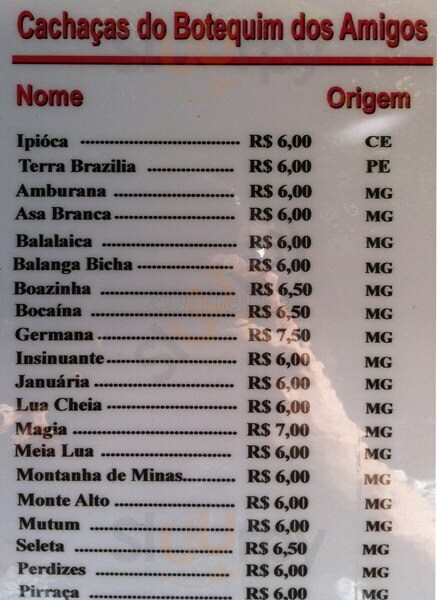 Cachaças do Botequim dos Amigos
Nome Origem
Ipióca R$ 6,00 CE
Terra Brazilia R$ 6,00 PE
Amburana R$ 6,00 MG
Asa Branca R$ 6,00 MG
Balalaica R$ 6,00 MG
Balanga Bicha R$ 6,00 MG
Boazinha R$ 6,50 MG
Bocaína R$ 6,50 MG
Germana R$ 7,50 MG
Insinuante R$ 6,00 MG
Januária R$ 6,00 MG
Lua Cheia R$ 6,00 MG
Magia R$ 7,00 MG
Meia Lua R$ 6,00 MG
Montanha de Minas R$ 6,00 MG
Monte Alto R$ 6,00 MG
Mutum R$ 6,00 MG
Seleta R$ 6,50 MG
Perdizes R$ 6,00 MG
Pirraça R$ 6,00 MG